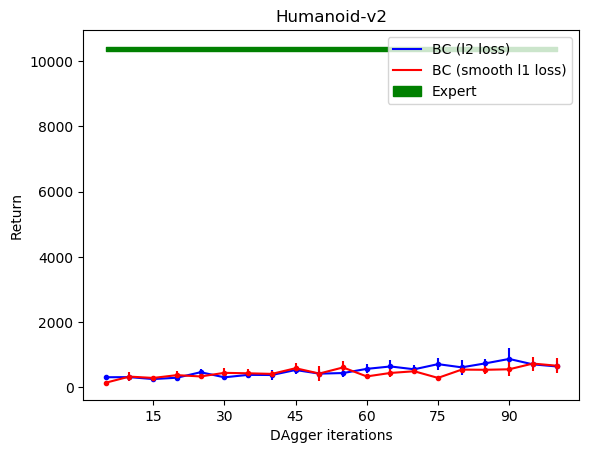 Humanoid-v2
BC (l2 loss)
BC (smooth l1 loss)
Expert
10000
8000
6000
4000
2000
0
Return
15
30
45
60
75
90
DAgger iterations